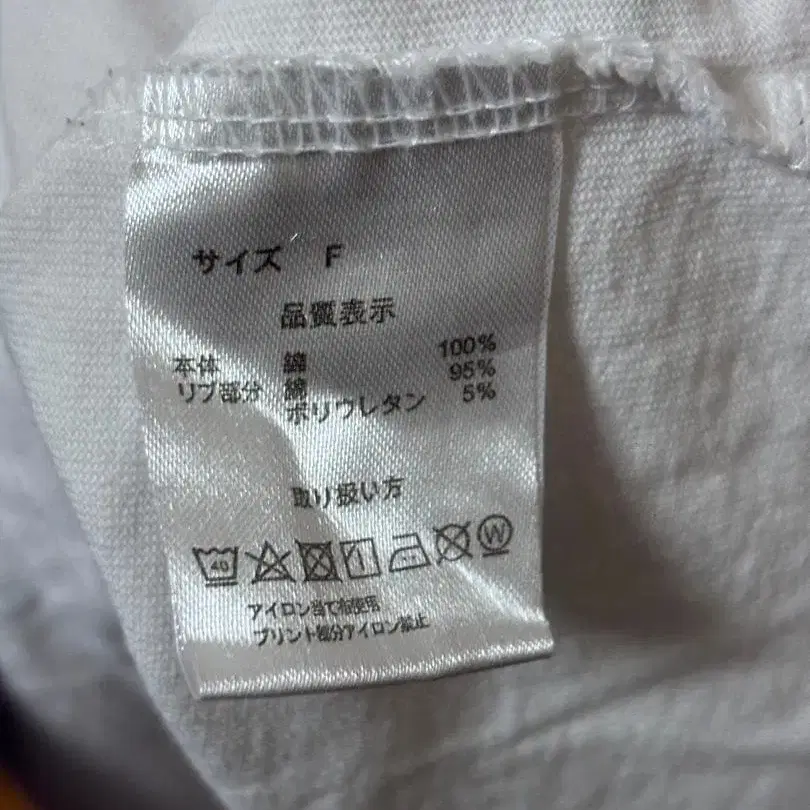 サイズ F
品質表示
本体 綿 100%
リブ部分 綿 95%
ポリウレタン 5%
取り扱い方
40 W
アイロン当て布使用
プリント部分アイロン禁止